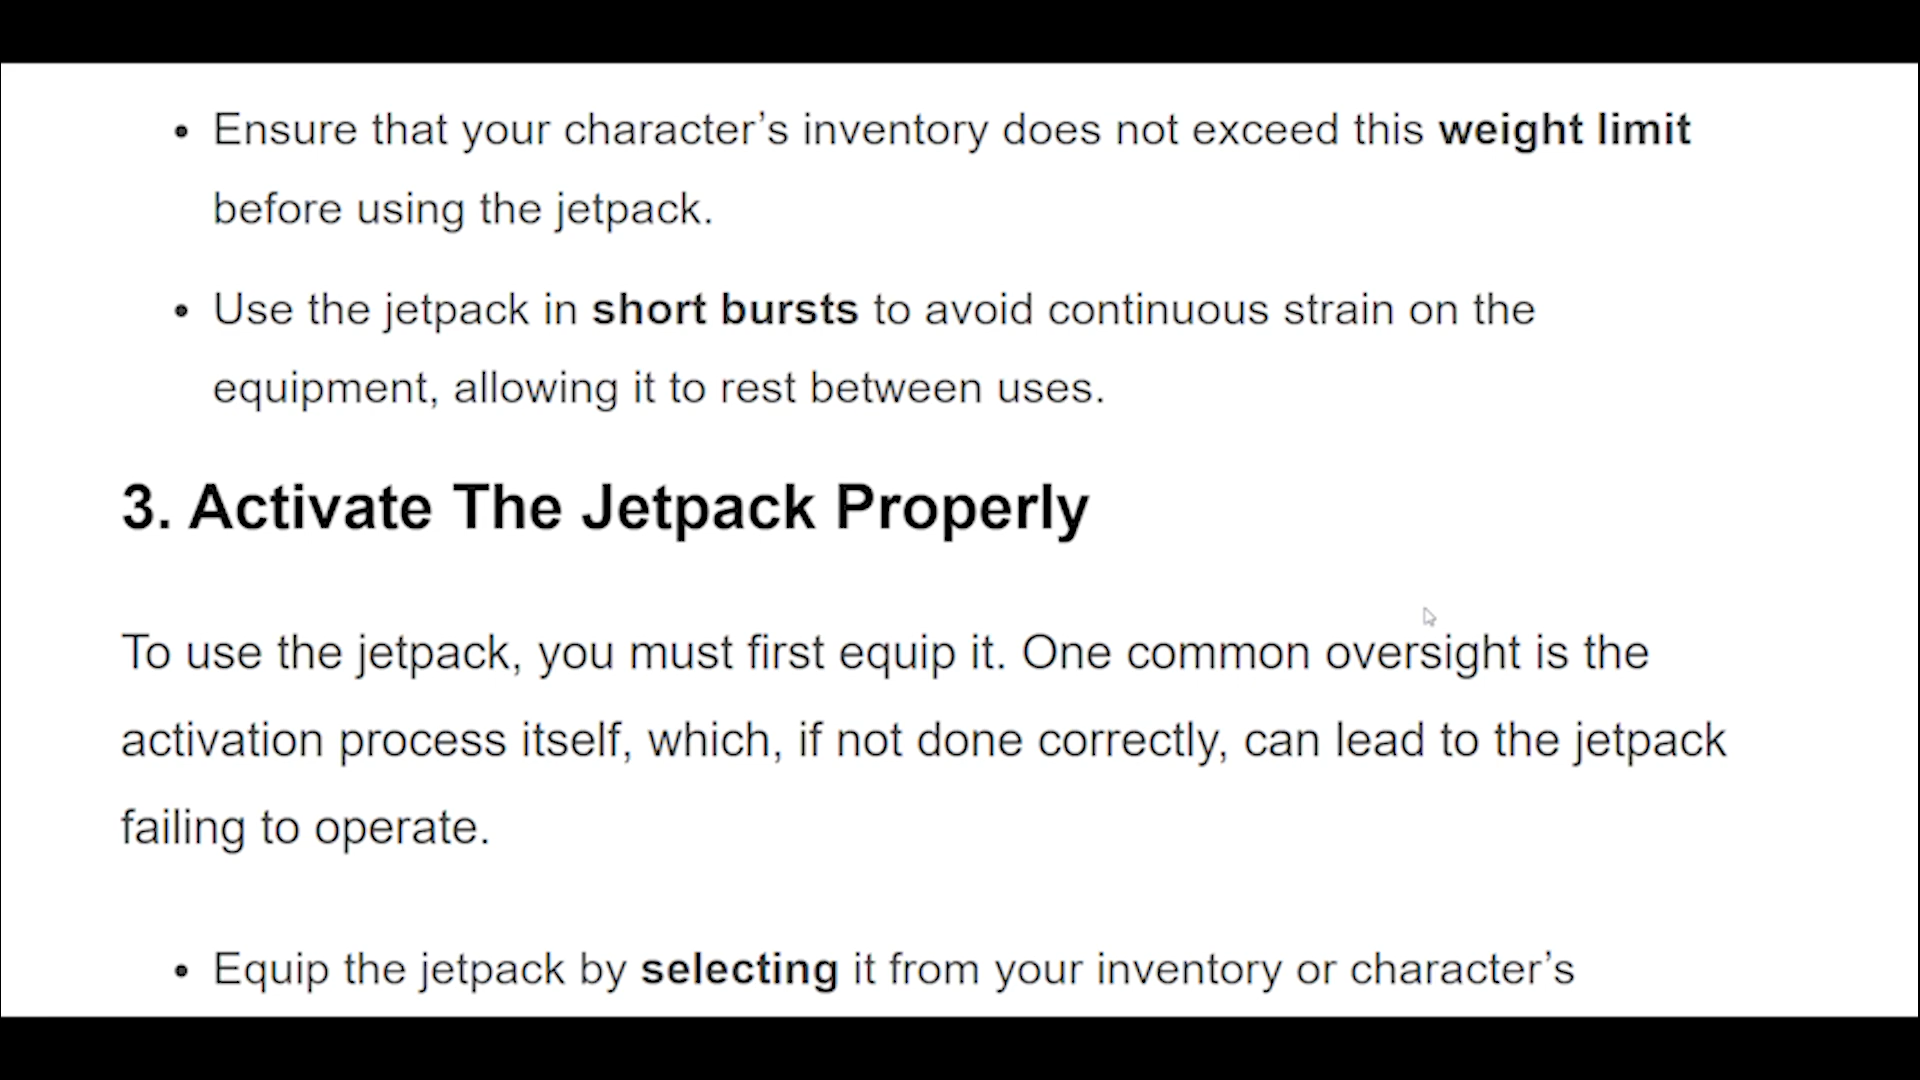 • Ensure that your character’s inventory does not exceed this weight limit
before using the jetpack.
• Use the jetpack in short bursts to avoid continuous strain on the
equipment, allowing it to rest between uses.
3. Activate The Jetpack Properly
To use the jetpack, you must first equip it. One common oversight is the
activation process itself, which, if not done correctly, can lead to the jetpack
failing to operate.
• Equip the jetpack by selecting it from your inventory or character’s